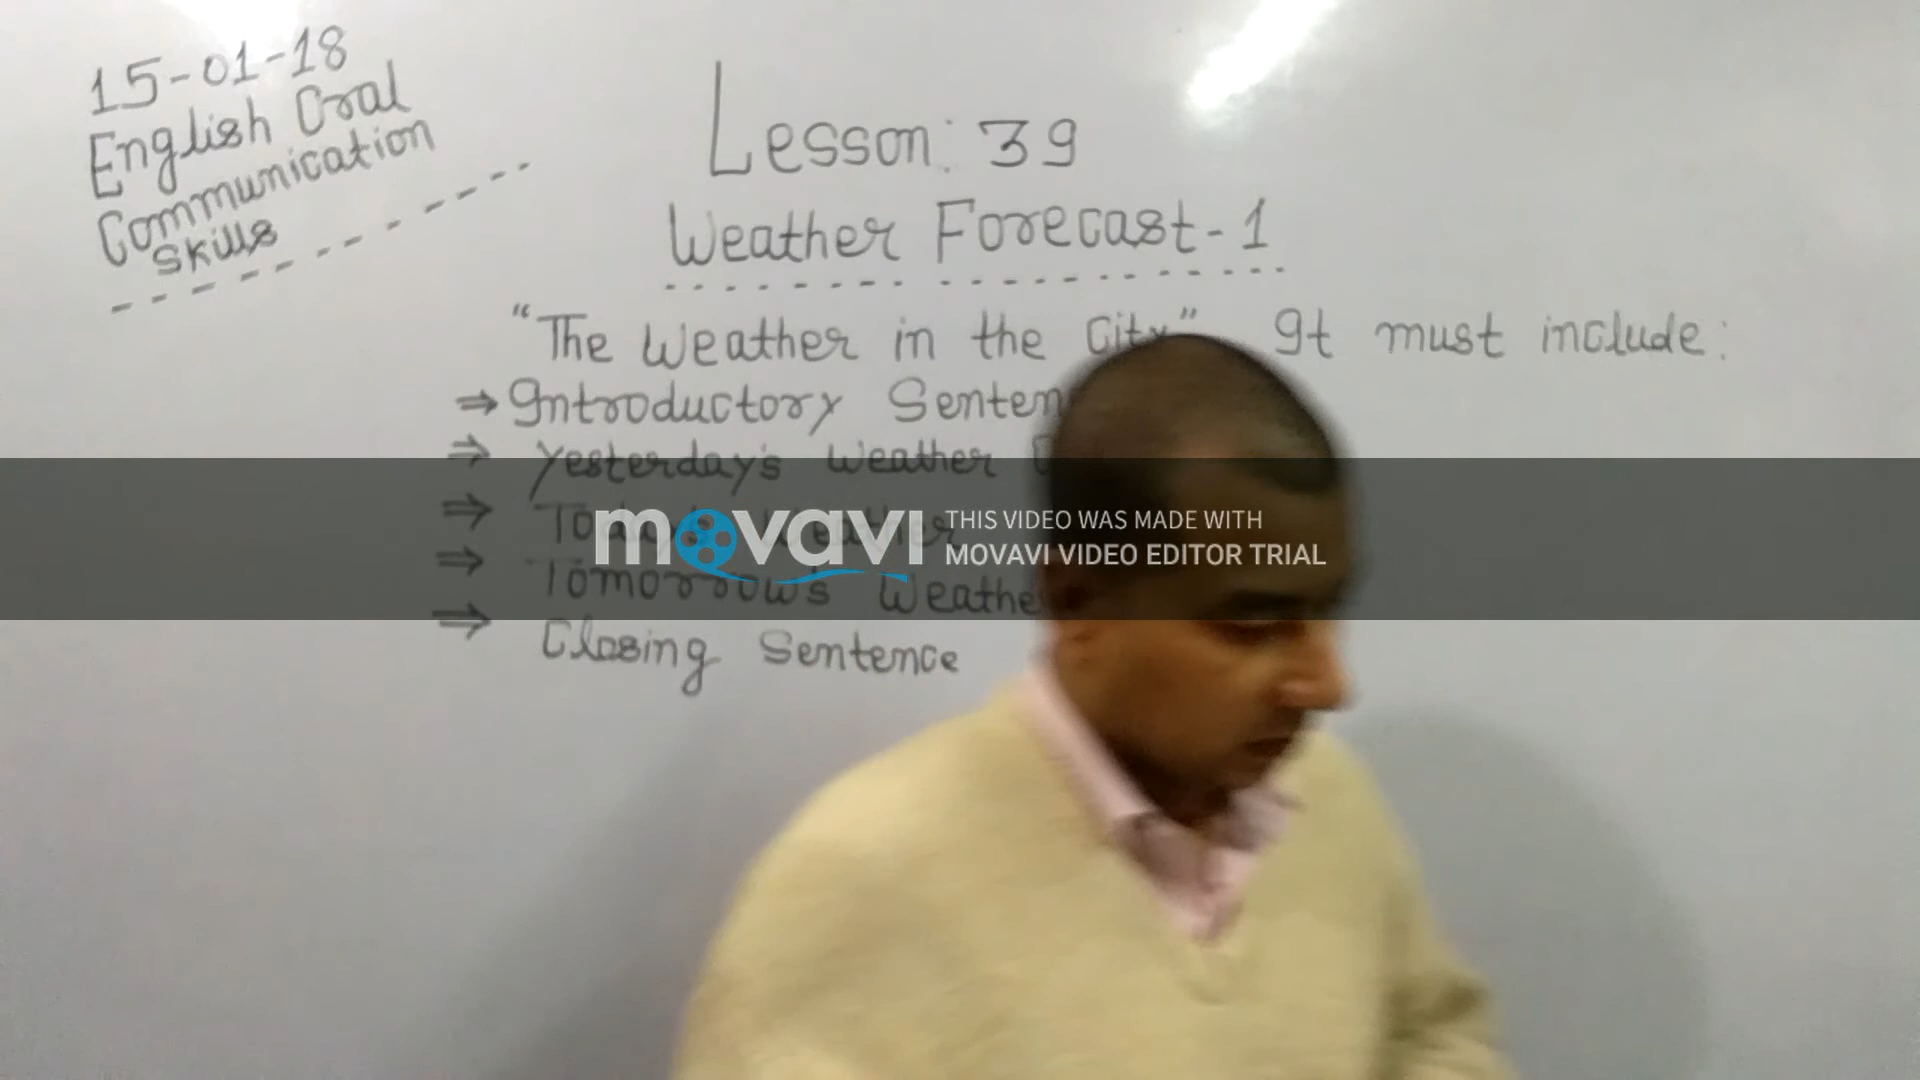 15-01-18
English Oral
Communication
Skills
Lesson: 39
Weather Forecast-1
"The Weather in the City" It must include:
⇒ Introductory
⇒ Yesterday's Weather
⇒ Today's Weather
⇒ Tomorrow's
⇒ Closing Sentence
movavi
THIS VIDEO WAS MADE WITH
MOVAVI VIDEO EDITOR TRIAL